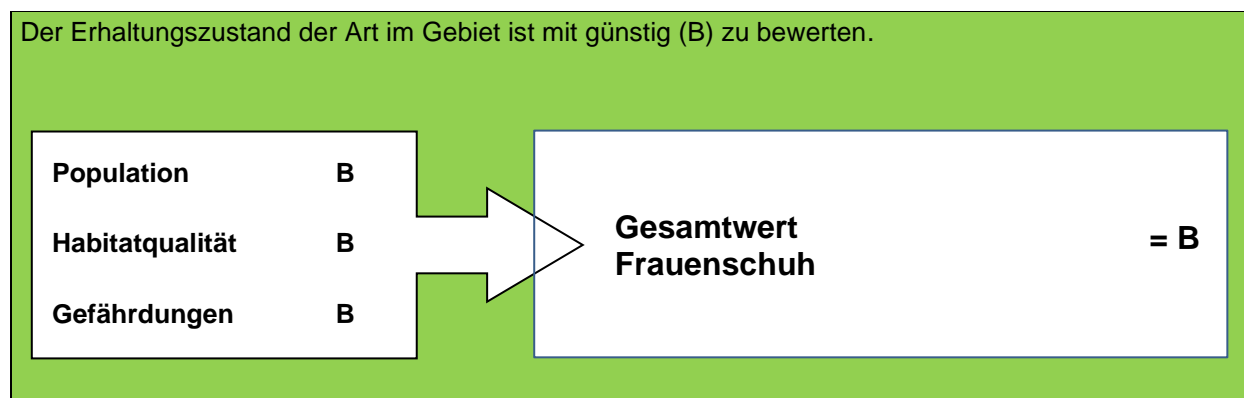 Der Erhaltungszustand der Art im Gebiet ist mit günstig (B) zu bewerten.
Population B
Habitatqualität B
Gefährdungen B
Gesamtwert
Frauenschuh
= B